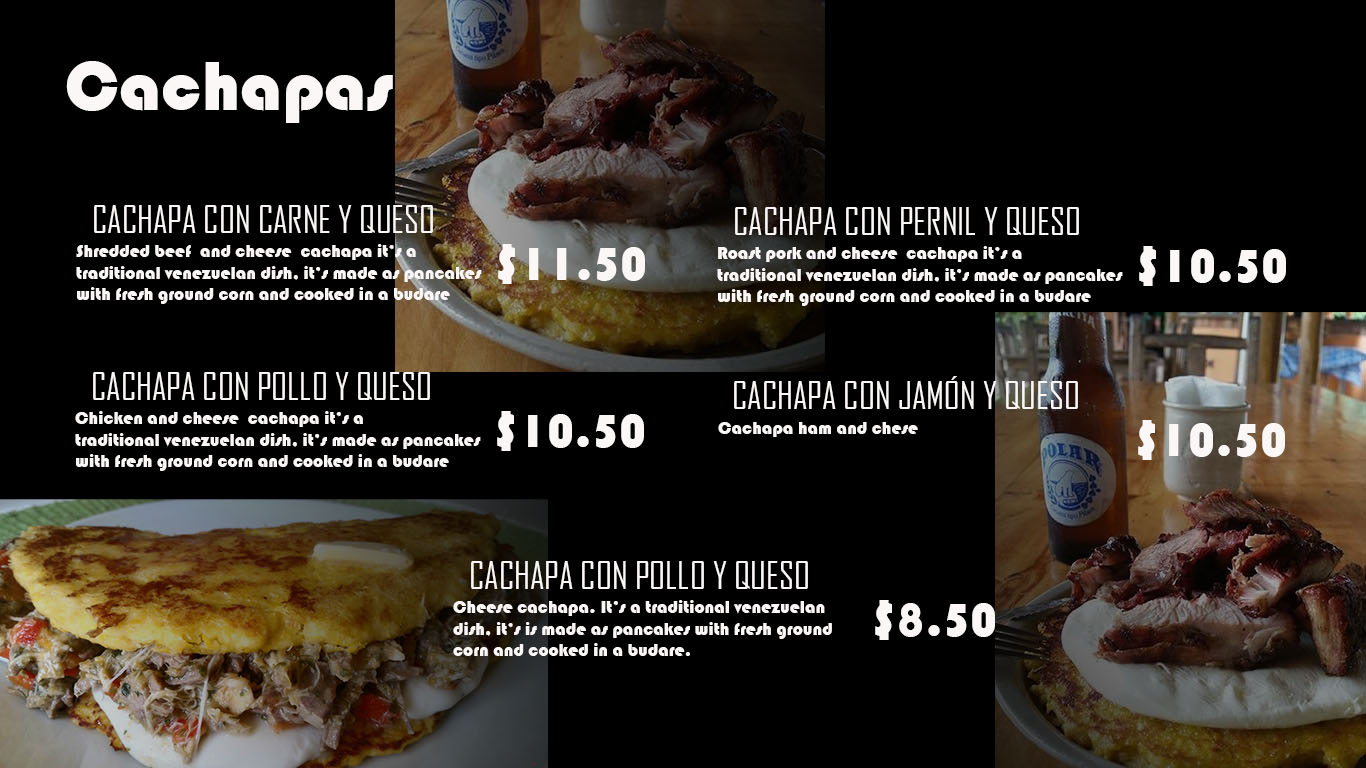 Cachapas
CACHAPA CON CARNE Y QUESO
Shredded beef and cheese cachapa it's a
traditional venezuelan dish, it's made as pancakes
with fresh ground corn and cooked in a budare
$11.50
CACHAPA CON PERNIL Y QUESO
Roast pork and cheese cachapa it's a
traditional venezuelan dish, it's made as pancakes
with fresh ground corn and cooked in a budare
$10.50
CACHAPA CON POLLO Y QUESO
Chicken and cheese cachapa it's a
traditional venezuelan dish, it's made as pancakes
with fresh ground corn and cooked in a budare
$10.50
CACHAPA CON JAMÓN Y QUESO
Cachapa ham and chese
$10.50
POLAR
CACHAPA CON POLLO Y QUESO
Cheese cachapa. It's a traditional venezuelan
dish, it's is made as pancakes with fresh ground
corn and cooked in a budare.
$8.50